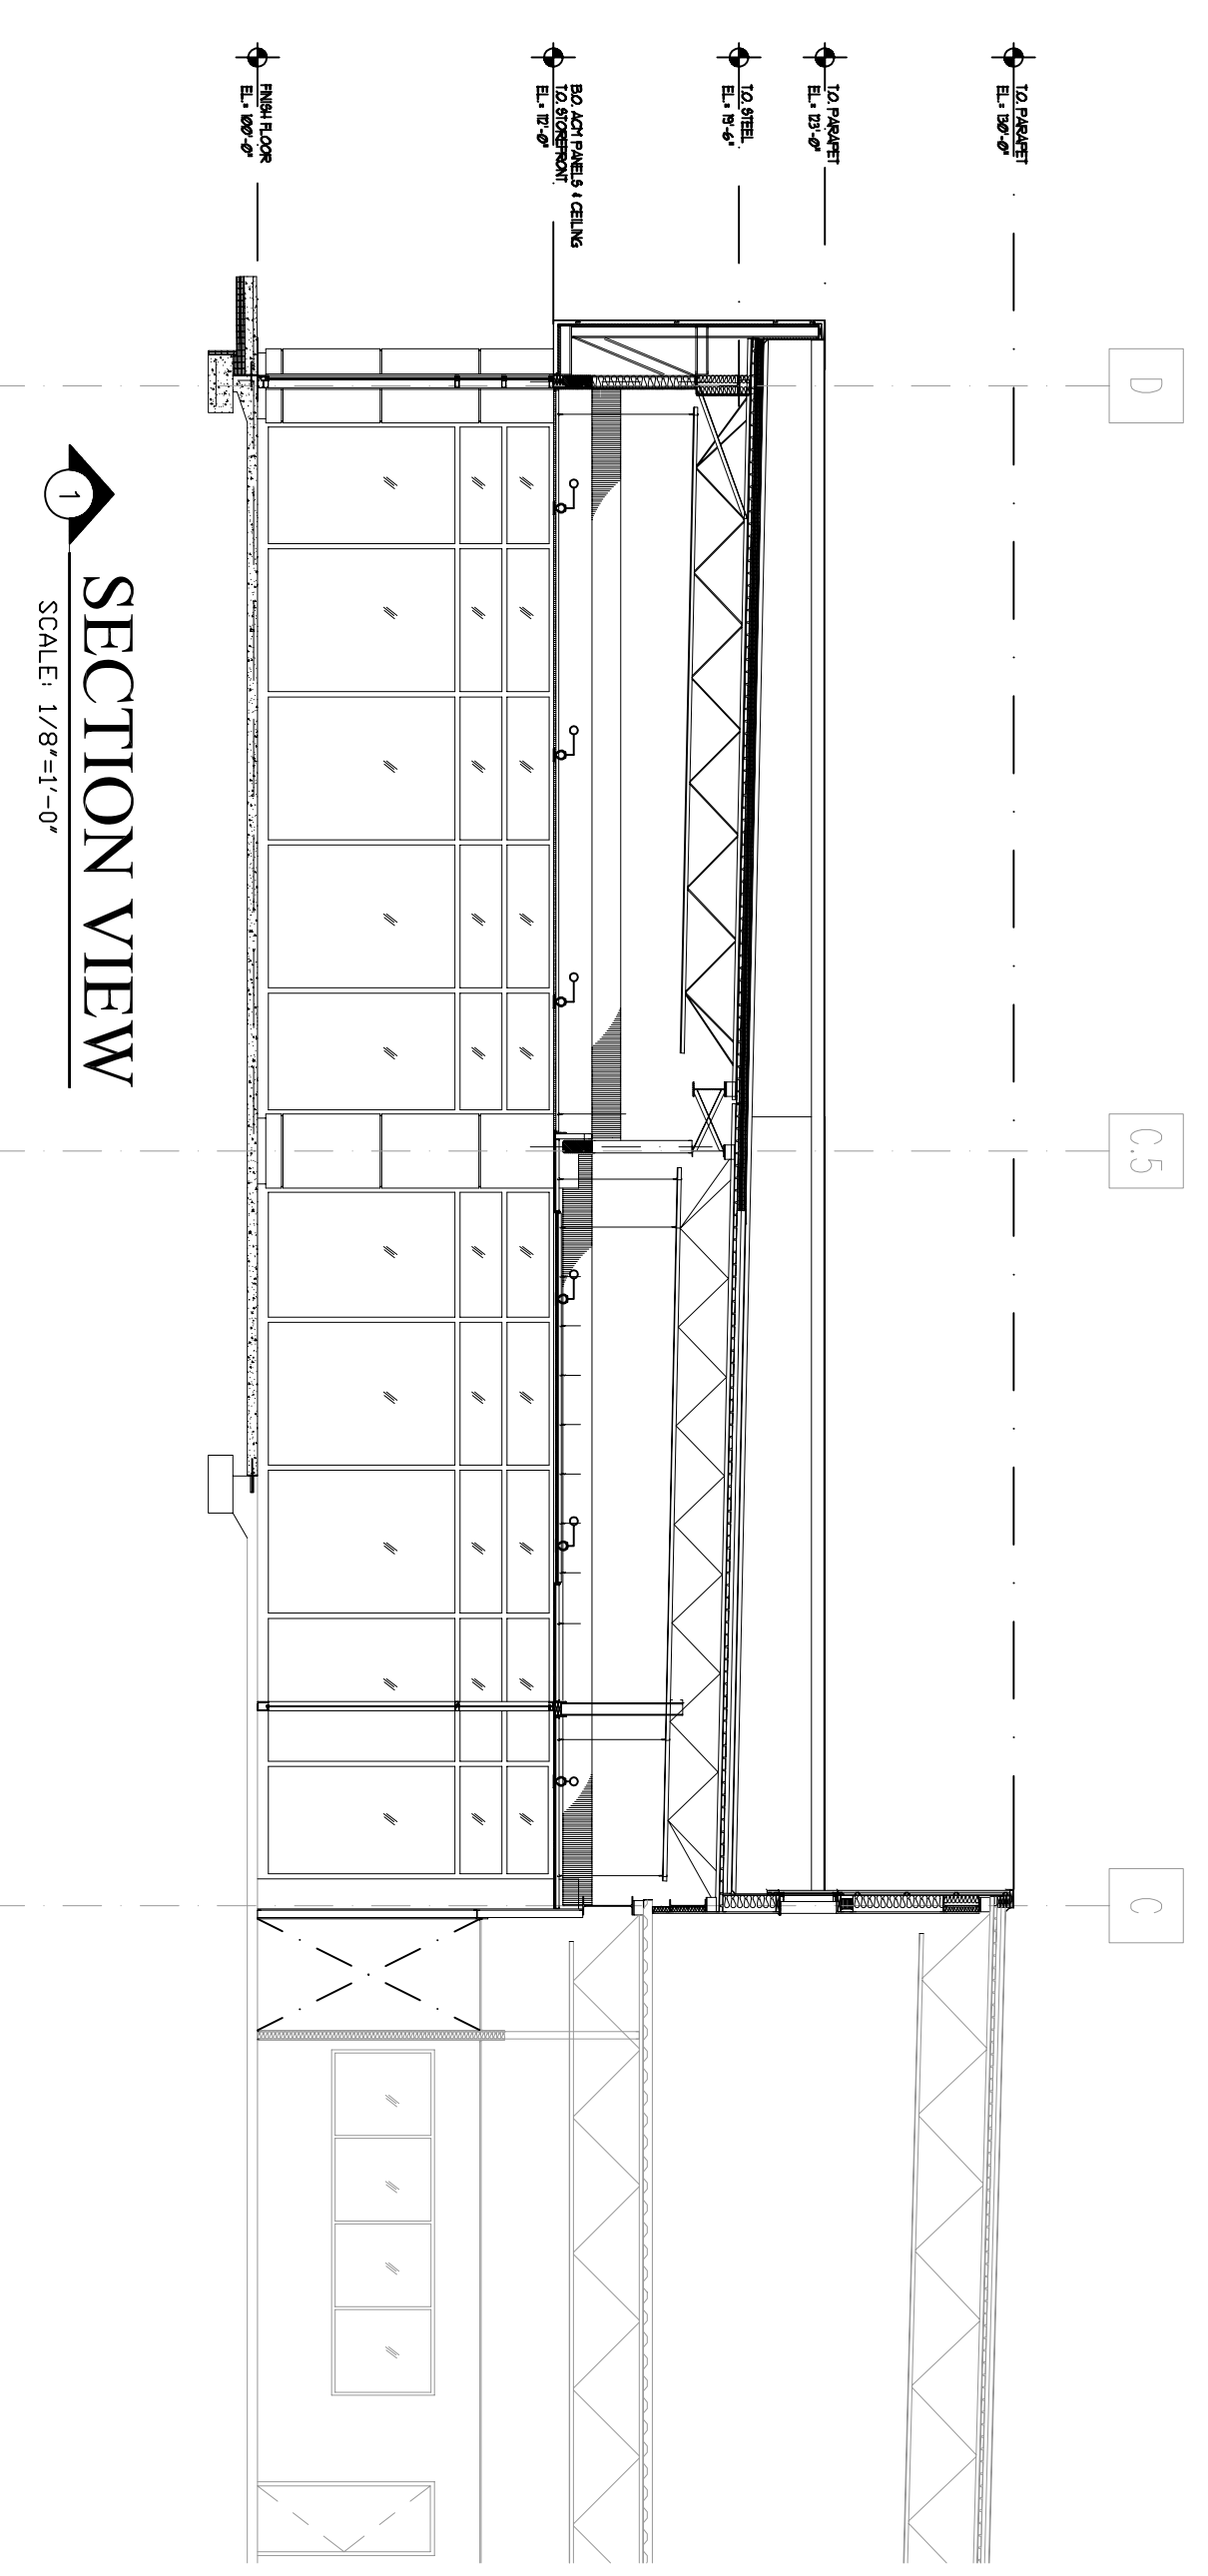 T.O. PARAPET
EL.= 130'-0"
T.O. PARAPET
EL.= 123'-0"
T.O. STEEL
EL.= 119'-6"
B.O. ACM PANELS & CEILING
T.O. STOREFRONT
EL.= 112'-0"
FINISH FLOOR
EL.= 100'-0"
D
C.5
C
1
SECTION VIEW
SCALE: 1/8"=1'-0"